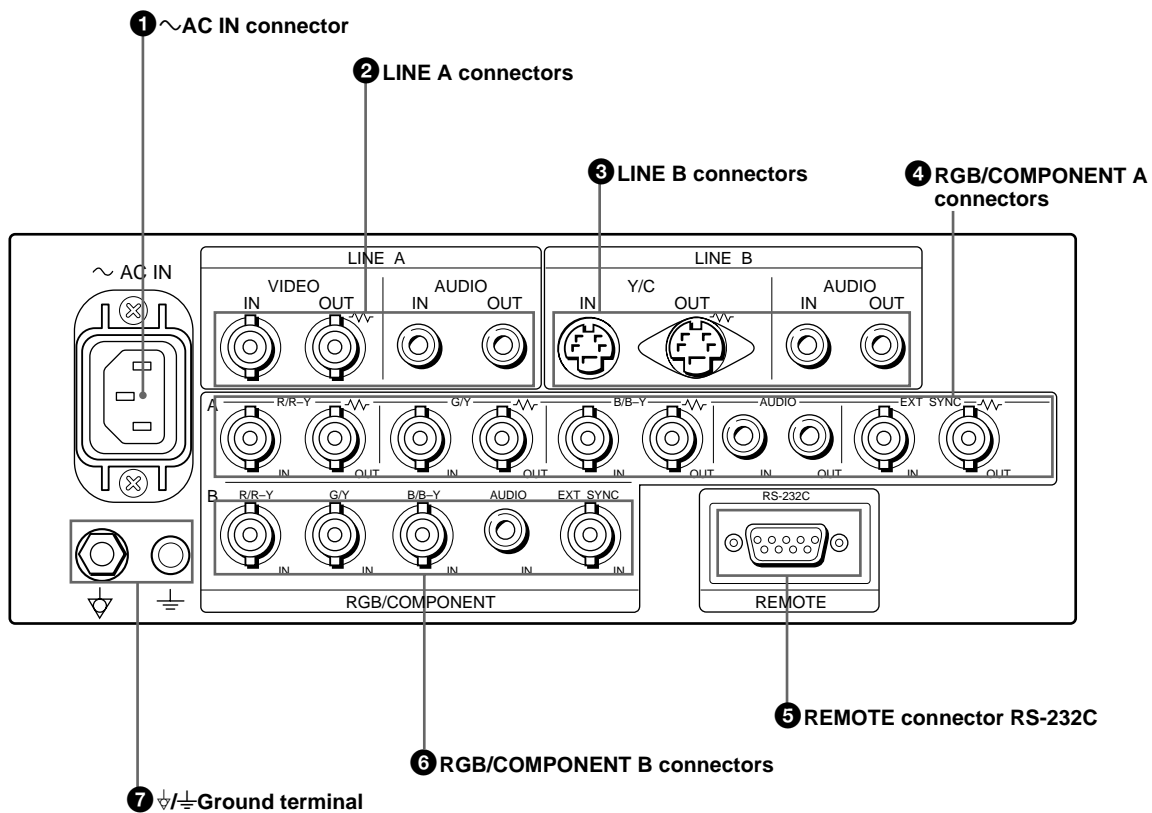 1 ~AC IN connector
2 LINE A connectors
3 LINE B connectors
4 RGB/COMPONENT A
connectors
~ AC IN
LINE A
LINE B
VIDEO
AUDIO
Y/C
AUDIO
IN OUT IN OUT IN OUT IN OUT
A R/R–Y G/Y B/B–Y AUDIO EXT SYNC
IN OUT IN OUT IN OUT IN OUT IN OUT
B R/R–Y G/Y B/B–Y AUDIO EXT SYNC
RS-232C
IN IN IN IN IN
RGB/COMPONENT
REMOTE
5 REMOTE connector RS-232C
6 RGB/COMPONENT B connectors
7 ⏚/⏚ Ground terminal